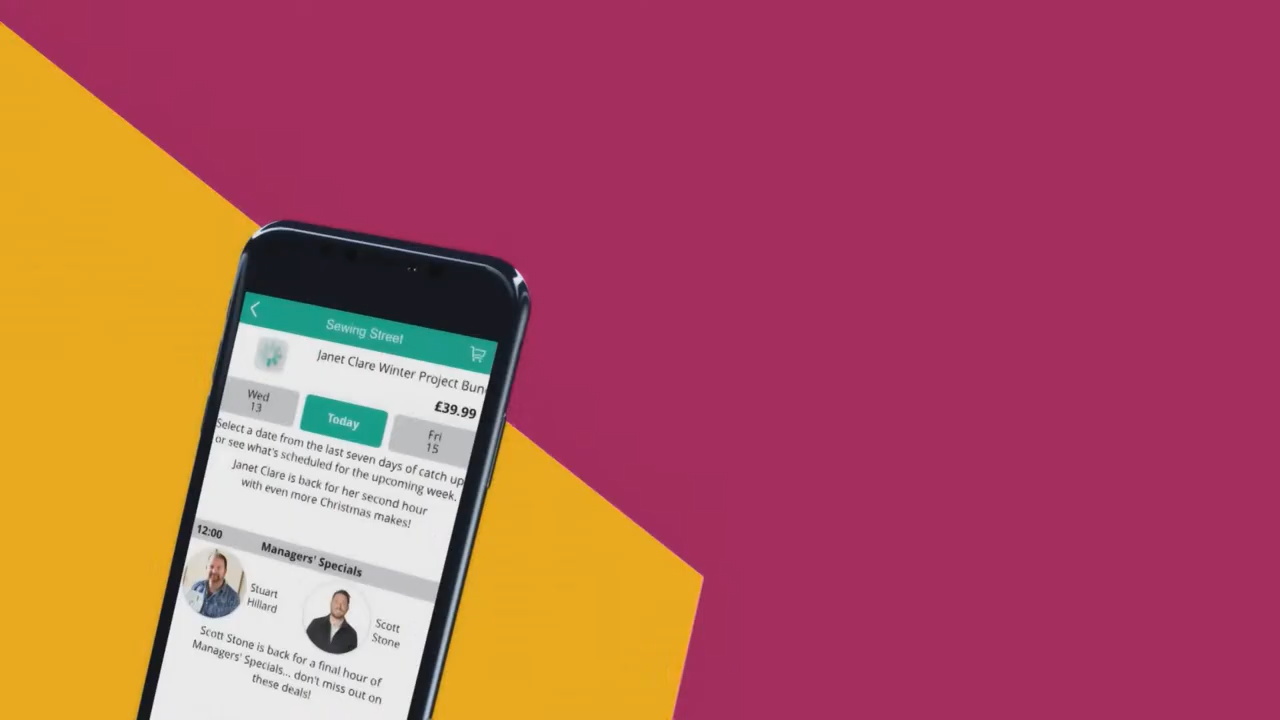 Sewing Street
Janet Clare Winter Project Bun
£39.99
Wed
13
Today
Fri
15
Select a date from the last seven days of catch up
or see what's scheduled for the upcoming week.
Janet Clare is back for her second hour
with even more Christmas makes!
12:00
Managers' Specials
Stuart
Hillard
Scott
Stone
Scott Stone is back for a final hour of
Managers' Specials... don't miss out on
these deals!